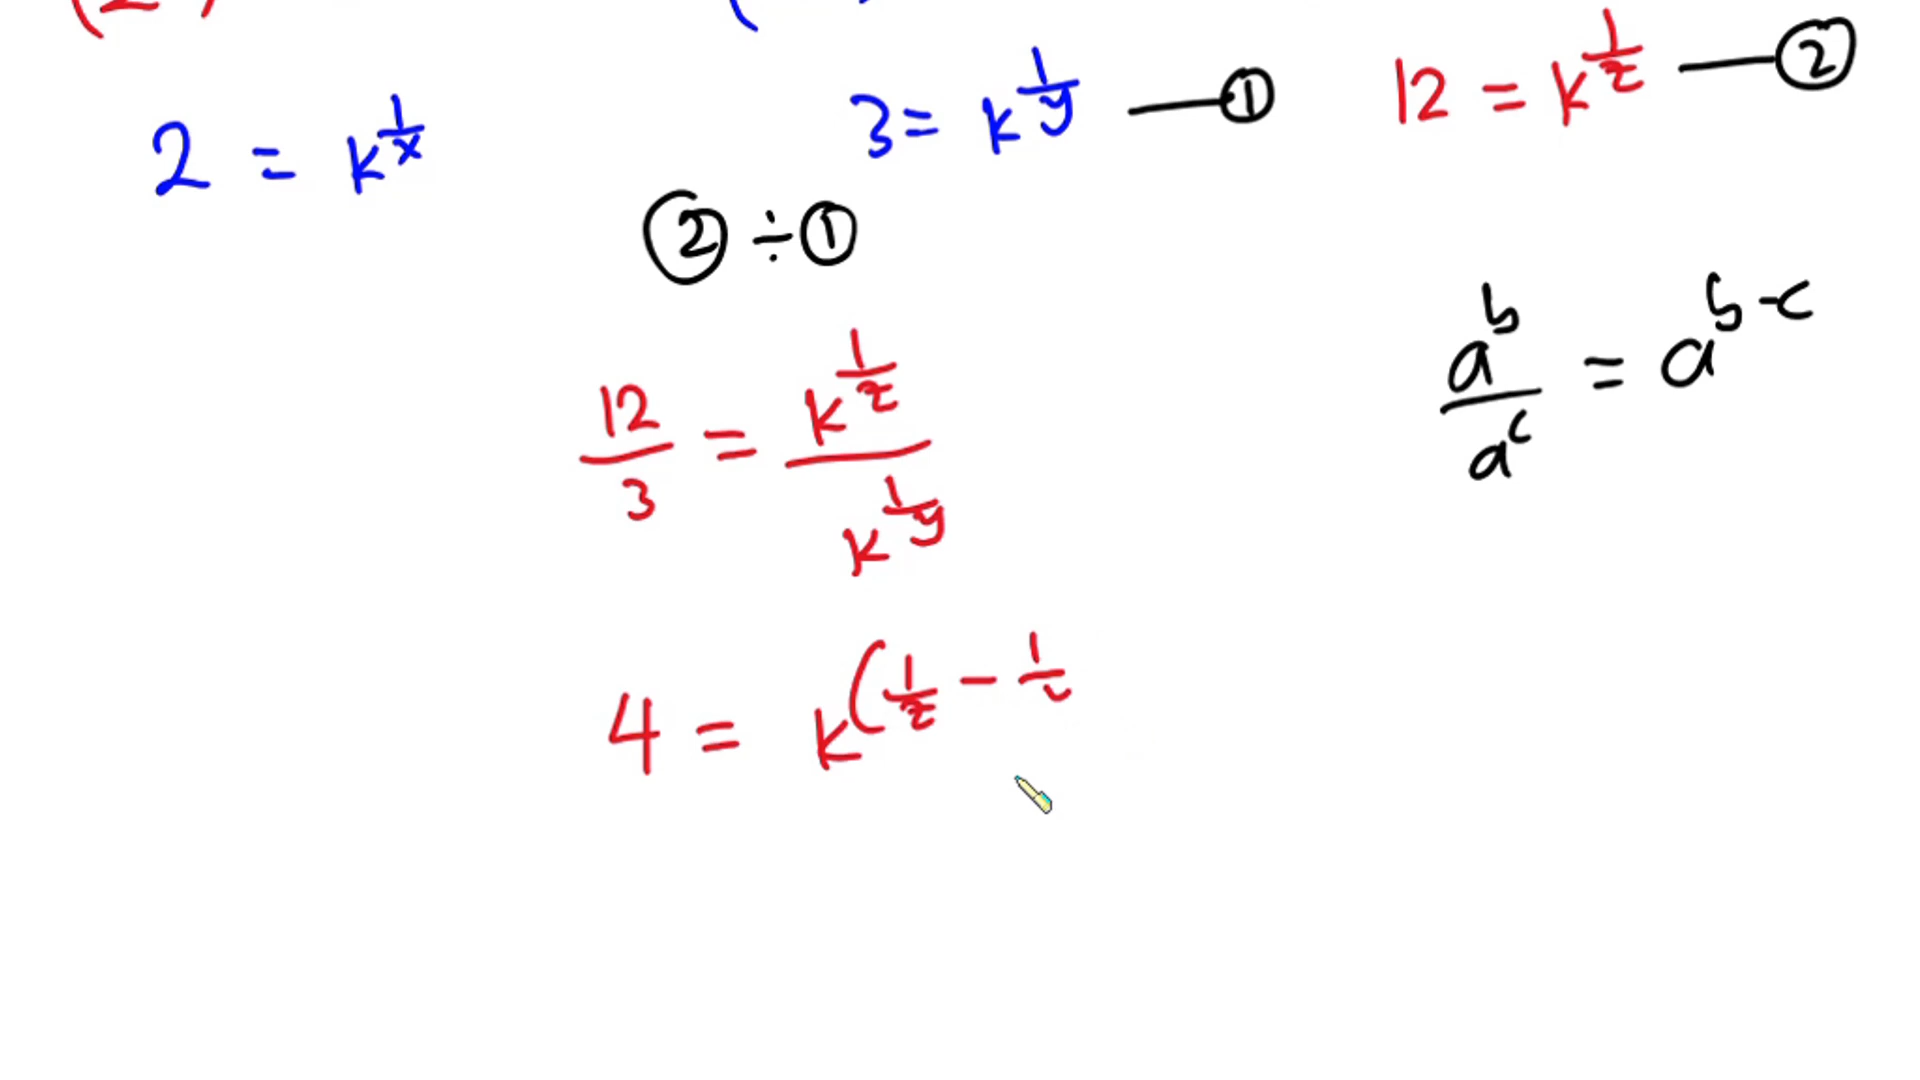 2 = k^{1/x}
3 = k^{1/y} — ①
12 = k^{1/z} — ②
② ÷ ①
12/3 = k^{1/z} / k^{1/y}
a^b / a^c = a^{b-c}
4 = k^{(1/z - 1/